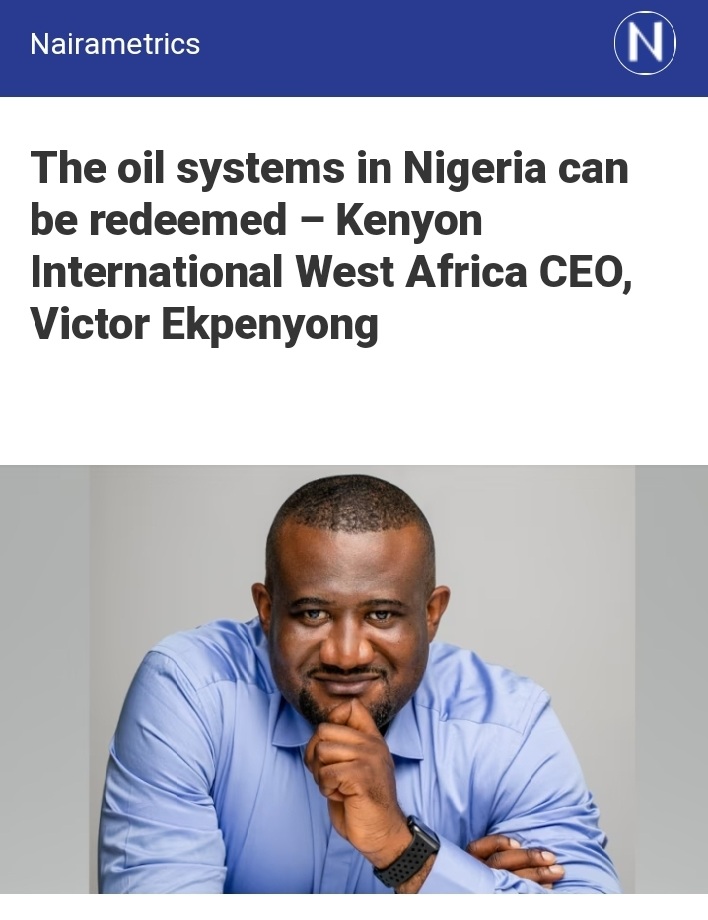 Nairametrics
N
The oil systems in Nigeria can
be redeemed – Kenyon
International West Africa CEO,
Victor Ekpenyong